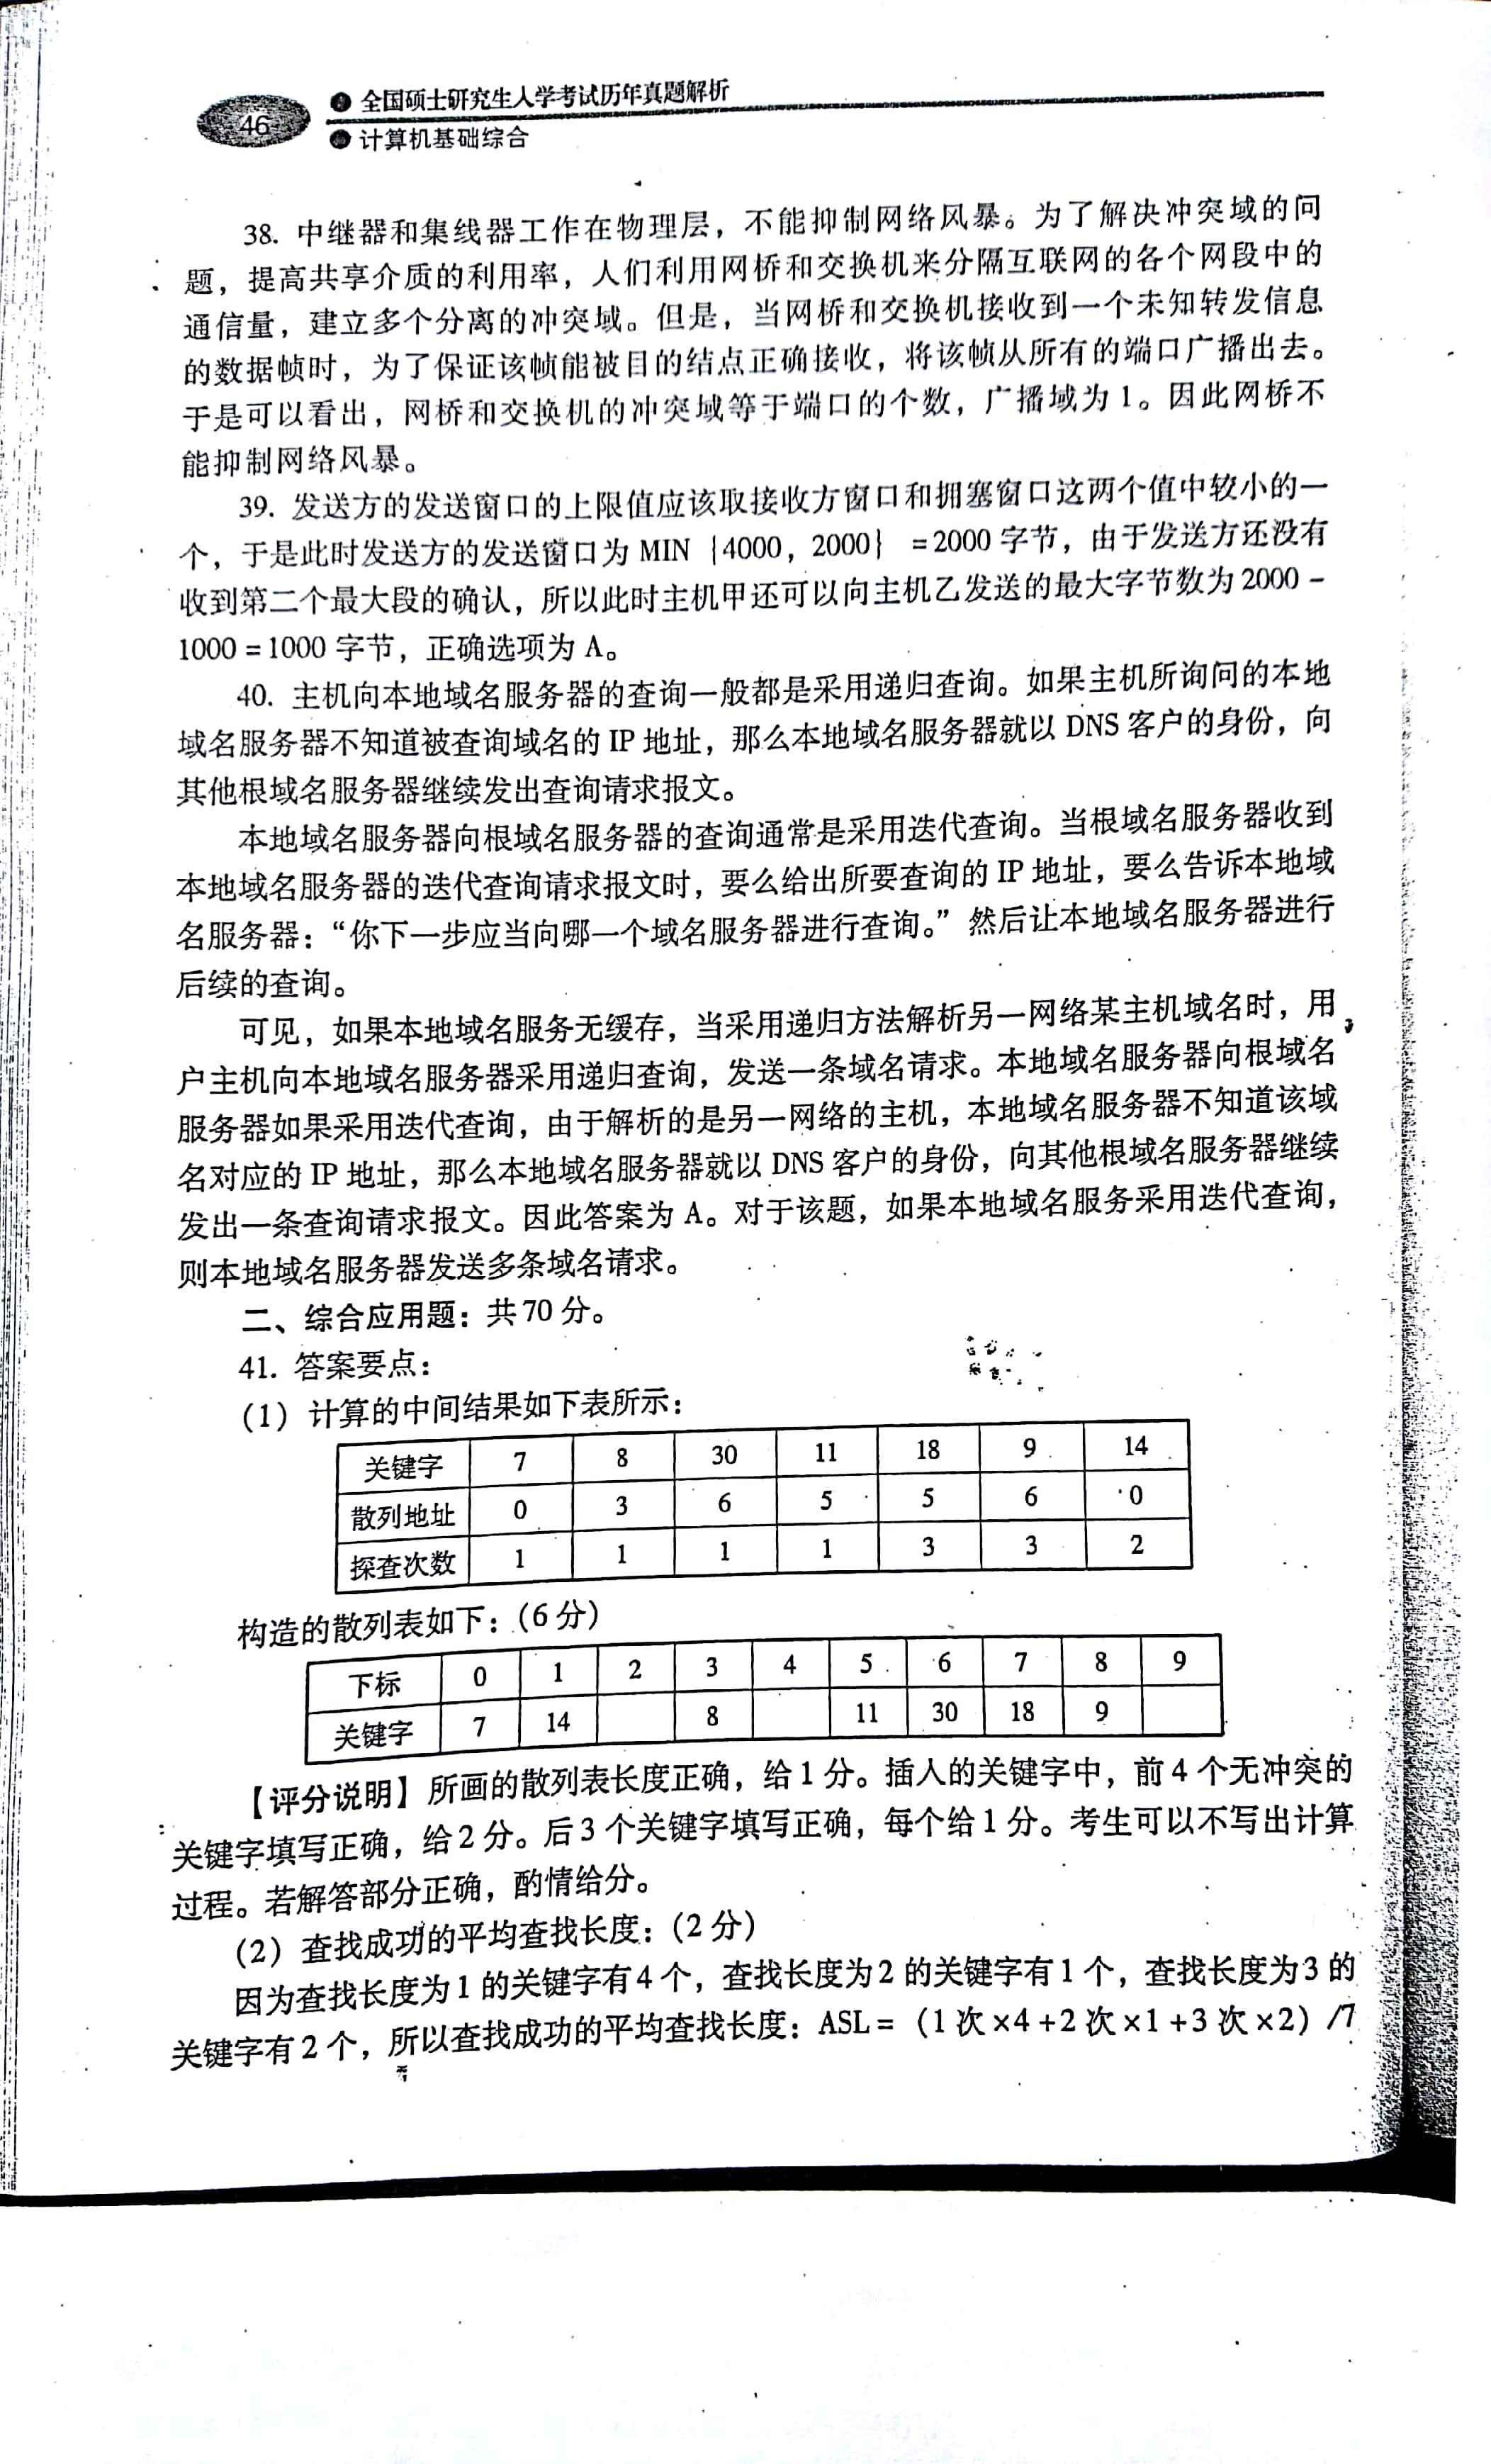 46
全国硕士研究生入学考试历年真题解析
计算机基础综合
38. 中继器和集线器工作在物理层，不能抑制网络风暴。为了解决冲突域的问
题，提高共享介质的利用率，人们利用网桥和交换机来分隔互联网的各个网段中的
通信量，建立多个分离的冲突域。但是，当网桥和交换机接收到一个未知转发信息
的数据帧时，为了保证该帧能被目的结点正确接收，将该帧从所有的端口广播出去。
于是可以看出，网桥和交换机的冲突域等于端口的个数，广播域为1。因此网桥不
能抑制网络风暴。
39. 发送方的发送窗口的上限值应该取接收方窗口和拥塞窗口这两个值中较小的一
个，于是此时发送方的发送窗口为 MIN {4000，2000} =2000 字节，由于发送方还没有
收到第二个最大段的确认，所以此时主机甲还可以向主机乙发送的最大字节数为 2000 -
1000 = 1000 字节，正确选项为 A。
40. 主机向本地域名服务器的查询一般都是采用递归查询。如果主机所询问的本地
域名服务器不知道被查询域名的 IP 地址，那么本地域名服务器就以 DNS 客户的身份，向
其他根域名服务器继续发出查询请求报文。
本地域名服务器向根域名服务器的查询通常是采用迭代查询。当根域名服务器收到
本地域名服务器的迭代查询请求报文时，要么给出所要查询的 IP 地址，要么告诉本地域
名服务器：“你下一步应当向哪一个域名服务器进行查询。”然后让本地域名服务器进行
后续的查询。
可见，如果本地域名服务无缓存，当采用递归方法解析另一网络某主机域名时，用
户主机向本地域名服务器采用递归查询，发送一条域名请求。本地域名服务器向根域名
服务器如果采用迭代查询，由于解析的是另一网络的主机，本地域名服务器不知道该域
名对应的 IP 地址，那么本地域名服务器就以 DNS 客户的身份，向其他根域名服务器继续
发出一条查询请求报文。因此答案为 A。对于该题，如果本地域名服务采用迭代查询，
则本地域名服务器发送多条域名请求。
二、综合应用题：共 70 分。
41. 答案要点：
（1）计算的中间结果如下表所示：
关键字 7 8 30 11 18 9 14
散列地址 0 3 6 5 5 6 0
探查次数 1 1 1 1 3 3 2
构造的散列表如下：（6 分）
下标 0 1 2 3 4 5 6 7 8 9
关键字 7 14 8 11 30 18 9
【评分说明】所画的散列表长度正确，给 1 分。插入的关键字中，前 4 个无冲突的
关键字填写正确，给 2 分。后 3 个关键字填写正确，每个给 1 分。考生可以不写出计算
过程。若解答部分正确，酌情给分。
（2）查找成功的平均查找长度：（2 分）
因为查找长度为 1 的关键字有 4 个，查找长度为 2 的关键字有 1 个，查找长度为 3 的
关键字有 2 个，所以查找成功的平均查找长度：ASL = （1 次 ×4 +2 次 ×1 +3 次 ×2）/7